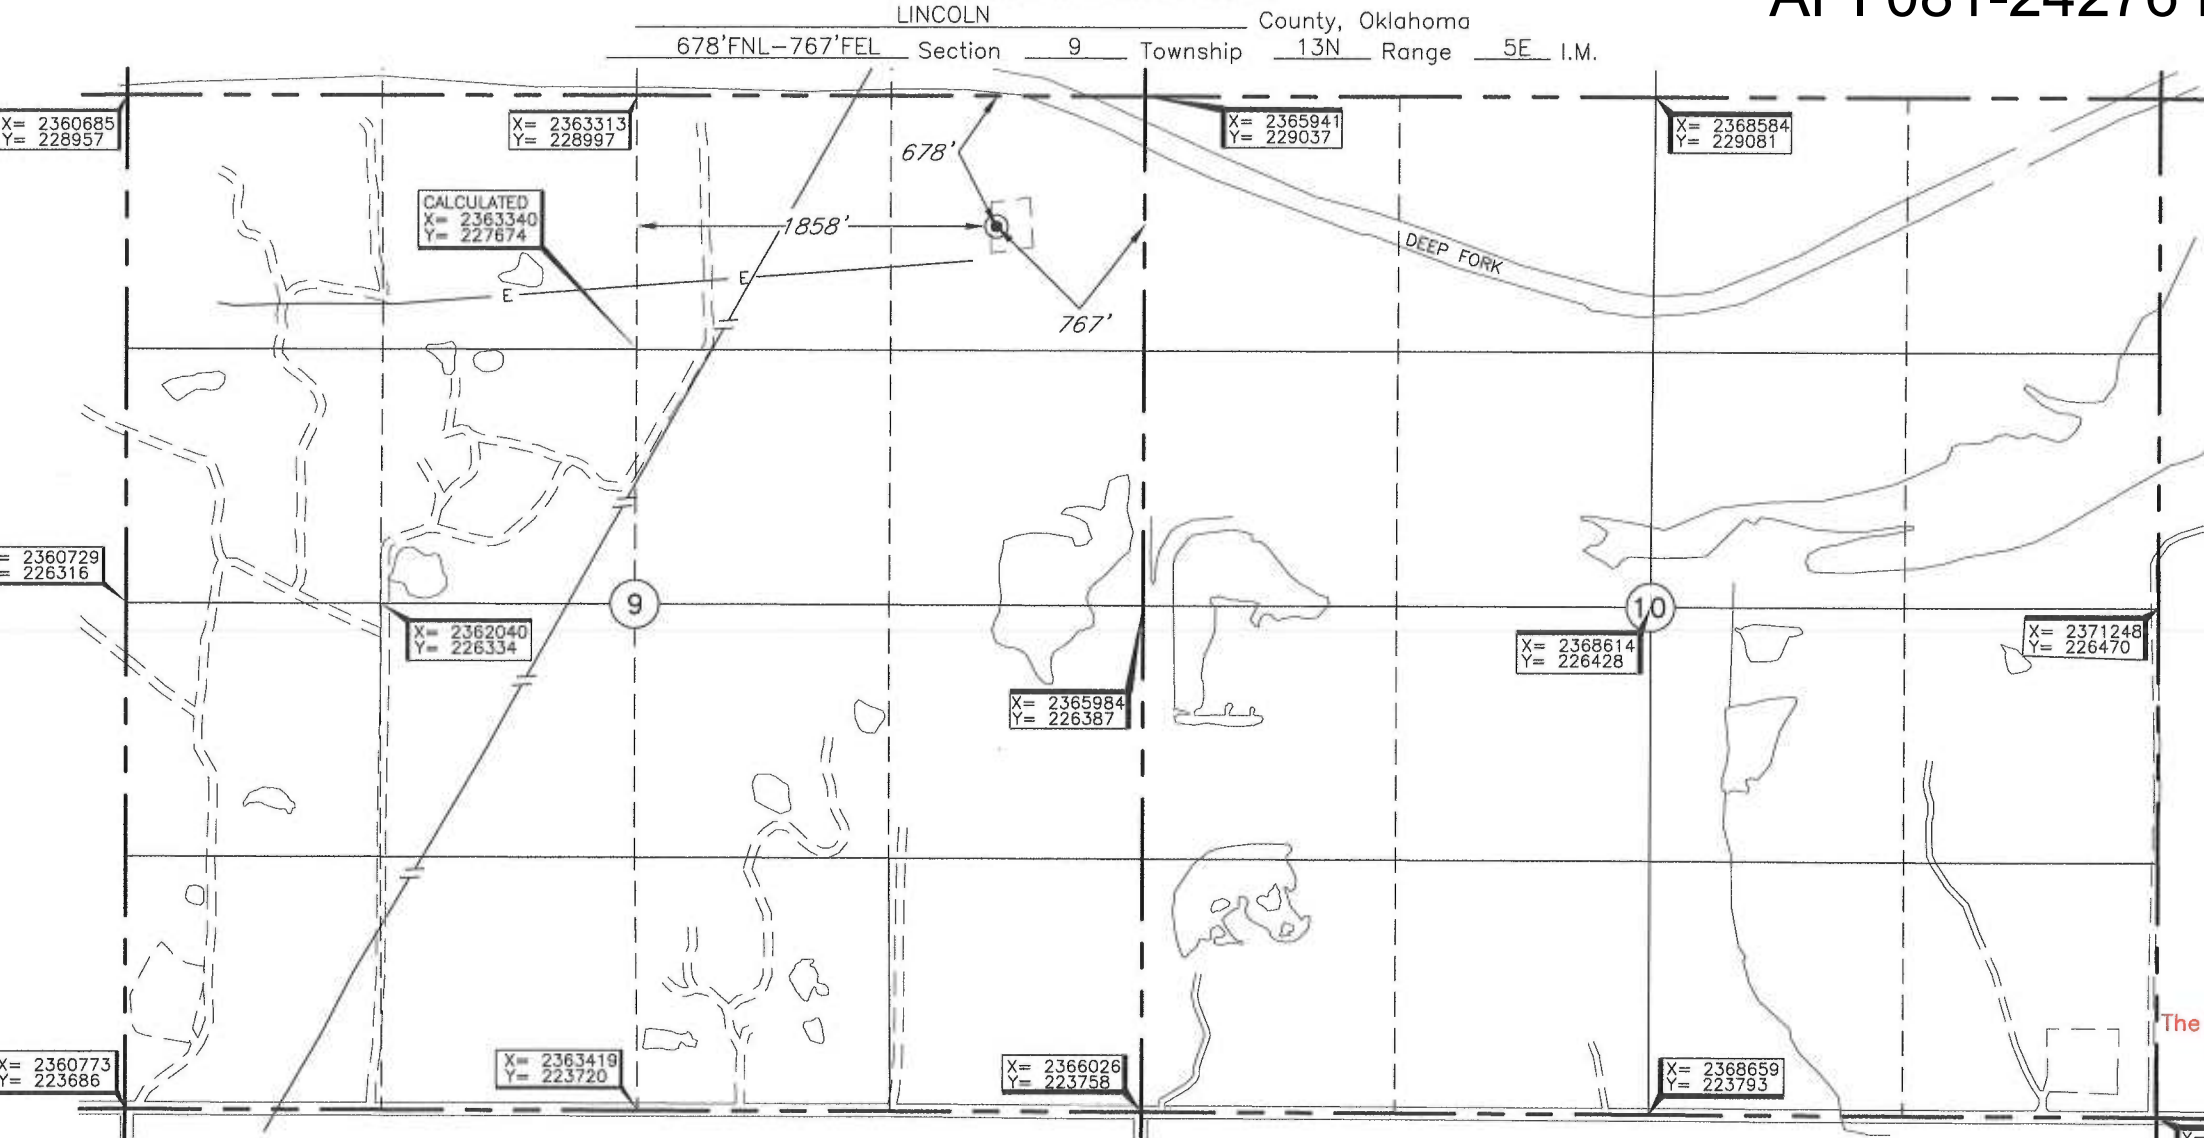 LINCOLN County, Oklahoma
678'FNL-767'FEL Section 9 Township 13N Range 5E I.M.
X= 2360685
Y= 228957
X= 2363313
Y= 228997
X= 2365941
Y= 229037
X= 2368584
Y= 229081
678'
CALCULATED
X= 2363340
Y= 227674
1858'
DEEP FORK
E
E
767'
= 2360729
= 226316
9
10
X= 2362040
Y= 226334
X= 2368614
Y= 226428
X= 2371248
Y= 226470
X= 2365984
Y= 226387
The
X= 2360773
Y= 223686
X= 2363419
Y= 223720
X= 2366026
Y= 223758
X= 2368659
Y= 223793